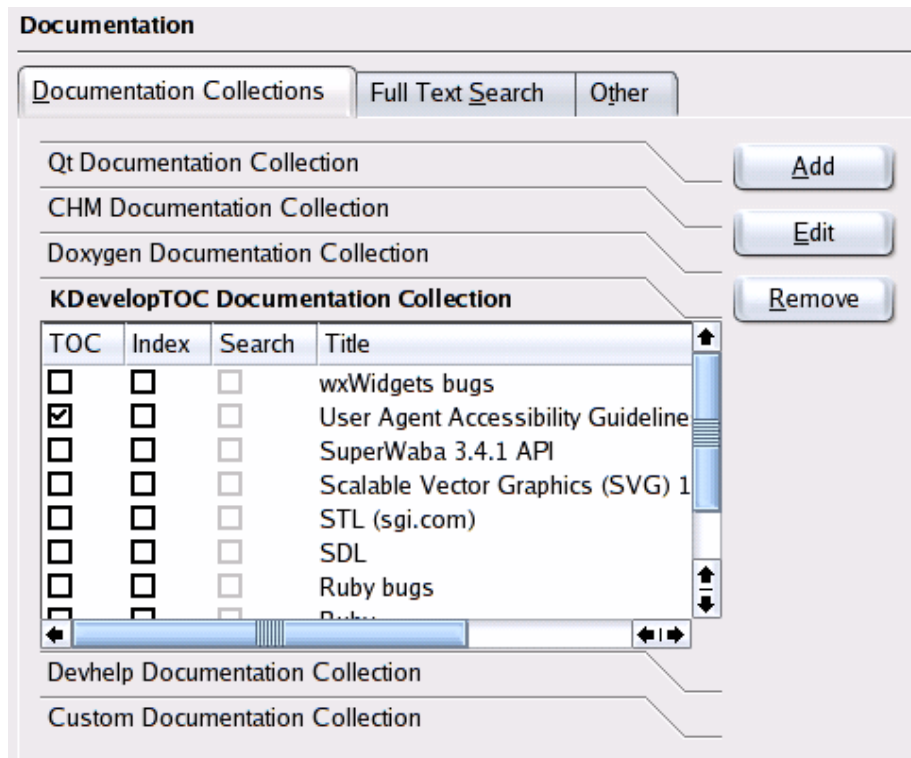 Documentation
Documentation Collections Full Text Search Other
Qt Documentation Collection
Add
CHM Documentation Collection
Edit
Doxygen Documentation Collection
KDevelopTOC Documentation Collection
Remove
TOC Index Search Title
wxWidgets bugs
User Agent Accessibility Guideline
SuperWaba 3.4.1 API
Scalable Vector Graphics (SVG) 1
STL (sgi.com)
SDL
Ruby bugs
Devhelp Documentation Collection
Custom Documentation Collection